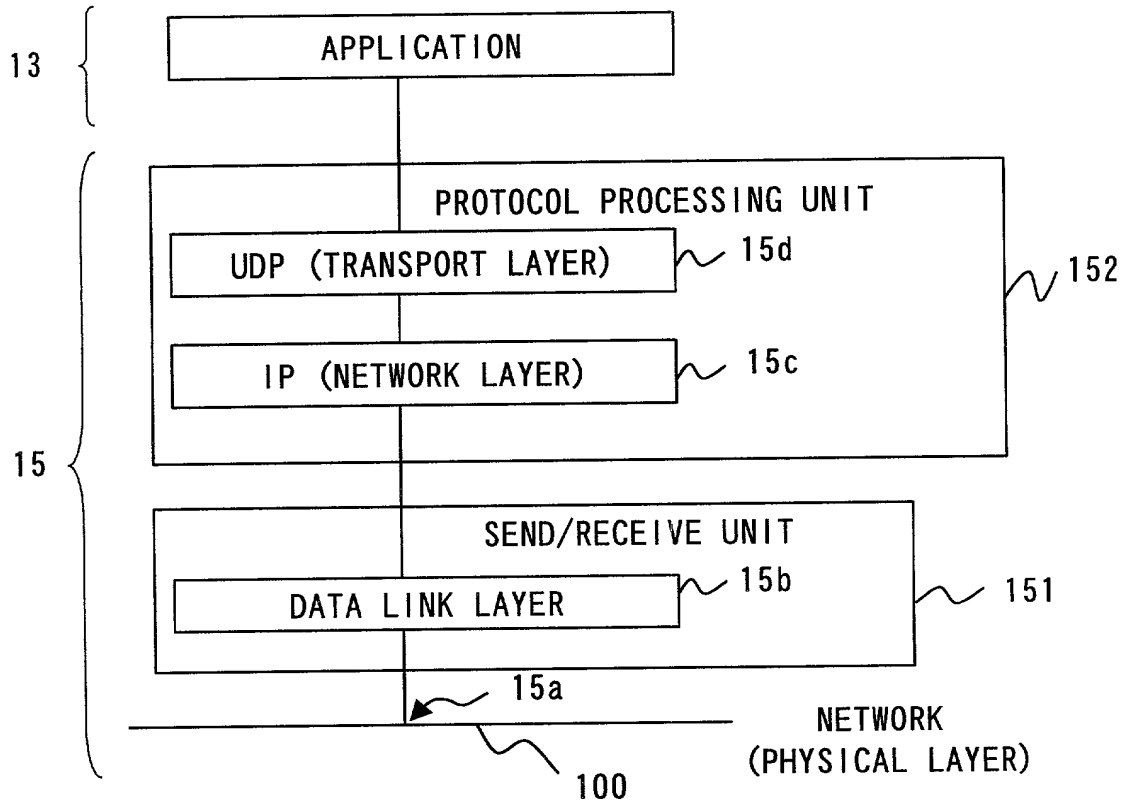 APPLICATION
13
PROTOCOL PROCESSING UNIT
UDP (TRANSPORT LAYER)
15d
152
IP (NETWORK LAYER)
15c
15
SEND/RECEIVE UNIT
DATA LINK LAYER
15b
151
15a
NETWORK
(PHYSICAL LAYER)
100